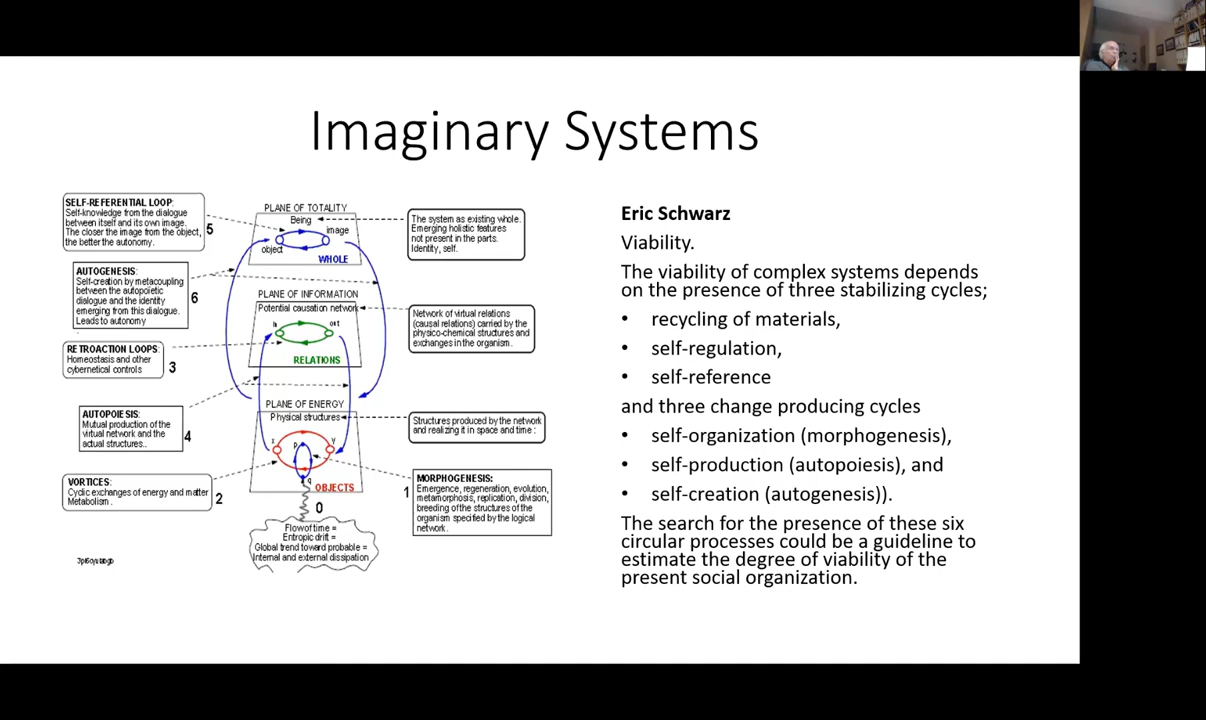 Imaginary Systems
SELF-REFERENTIAL LOOP:
Self-knowledge from the dialogue
between itself and its own image.
The closer the image from the object,
the better the autonomy.
5
AUTOGENESIS:
Self-creation by metacoupling
between the autopoietic
dialogue and the identity
emerging from this dialogue.
Leads to autonomy
6
RETROACTION LOOPS:
Homeostasis and other
cybernetical controls
3
AUTOPOIESIS:
Mutual production of the
virtual network and the
actual structures..
4
VORTICES:
Cyclic exchanges of energy and matter
Metabolism.
2
PLANE OF TOTALITY
Being
image
object
WHOLE
PLANE OF INFORMATION
Potential causation network
in
out
RELATIONS
PLANE OF ENERGY
Physical structures
x
y
p
q
OBJECTS
0
Flow of time =
Entropic drift =
Global trend toward probable =
Internal and external dissipation
The system as existing whole.
Emerging holistic features
not present in the parts.
Identity, self.
Network of virtual relations
(causal relations) carried by the
physico-chemical structures and
exchanges in the organism.
Structures produced by the network
and realizing it in space and time :
1
MORPHOGENESIS:
Emergence, regeneration, evolution,
metamorphosis, replication, division,
breeding of the structures of the
organism specified by the logical
network.
Eric Schwarz
Viability.
The viability of complex systems depends
on the presence of three stabilizing cycles;
• recycling of materials,
• self-regulation,
• self-reference
and three change producing cycles
• self-organization (morphogenesis),
• self-production (autopoiesis), and
• self-creation (autogenesis)).
The search for the presence of these six
circular processes could be a guideline to
estimate the degree of viability of the
present social organization.